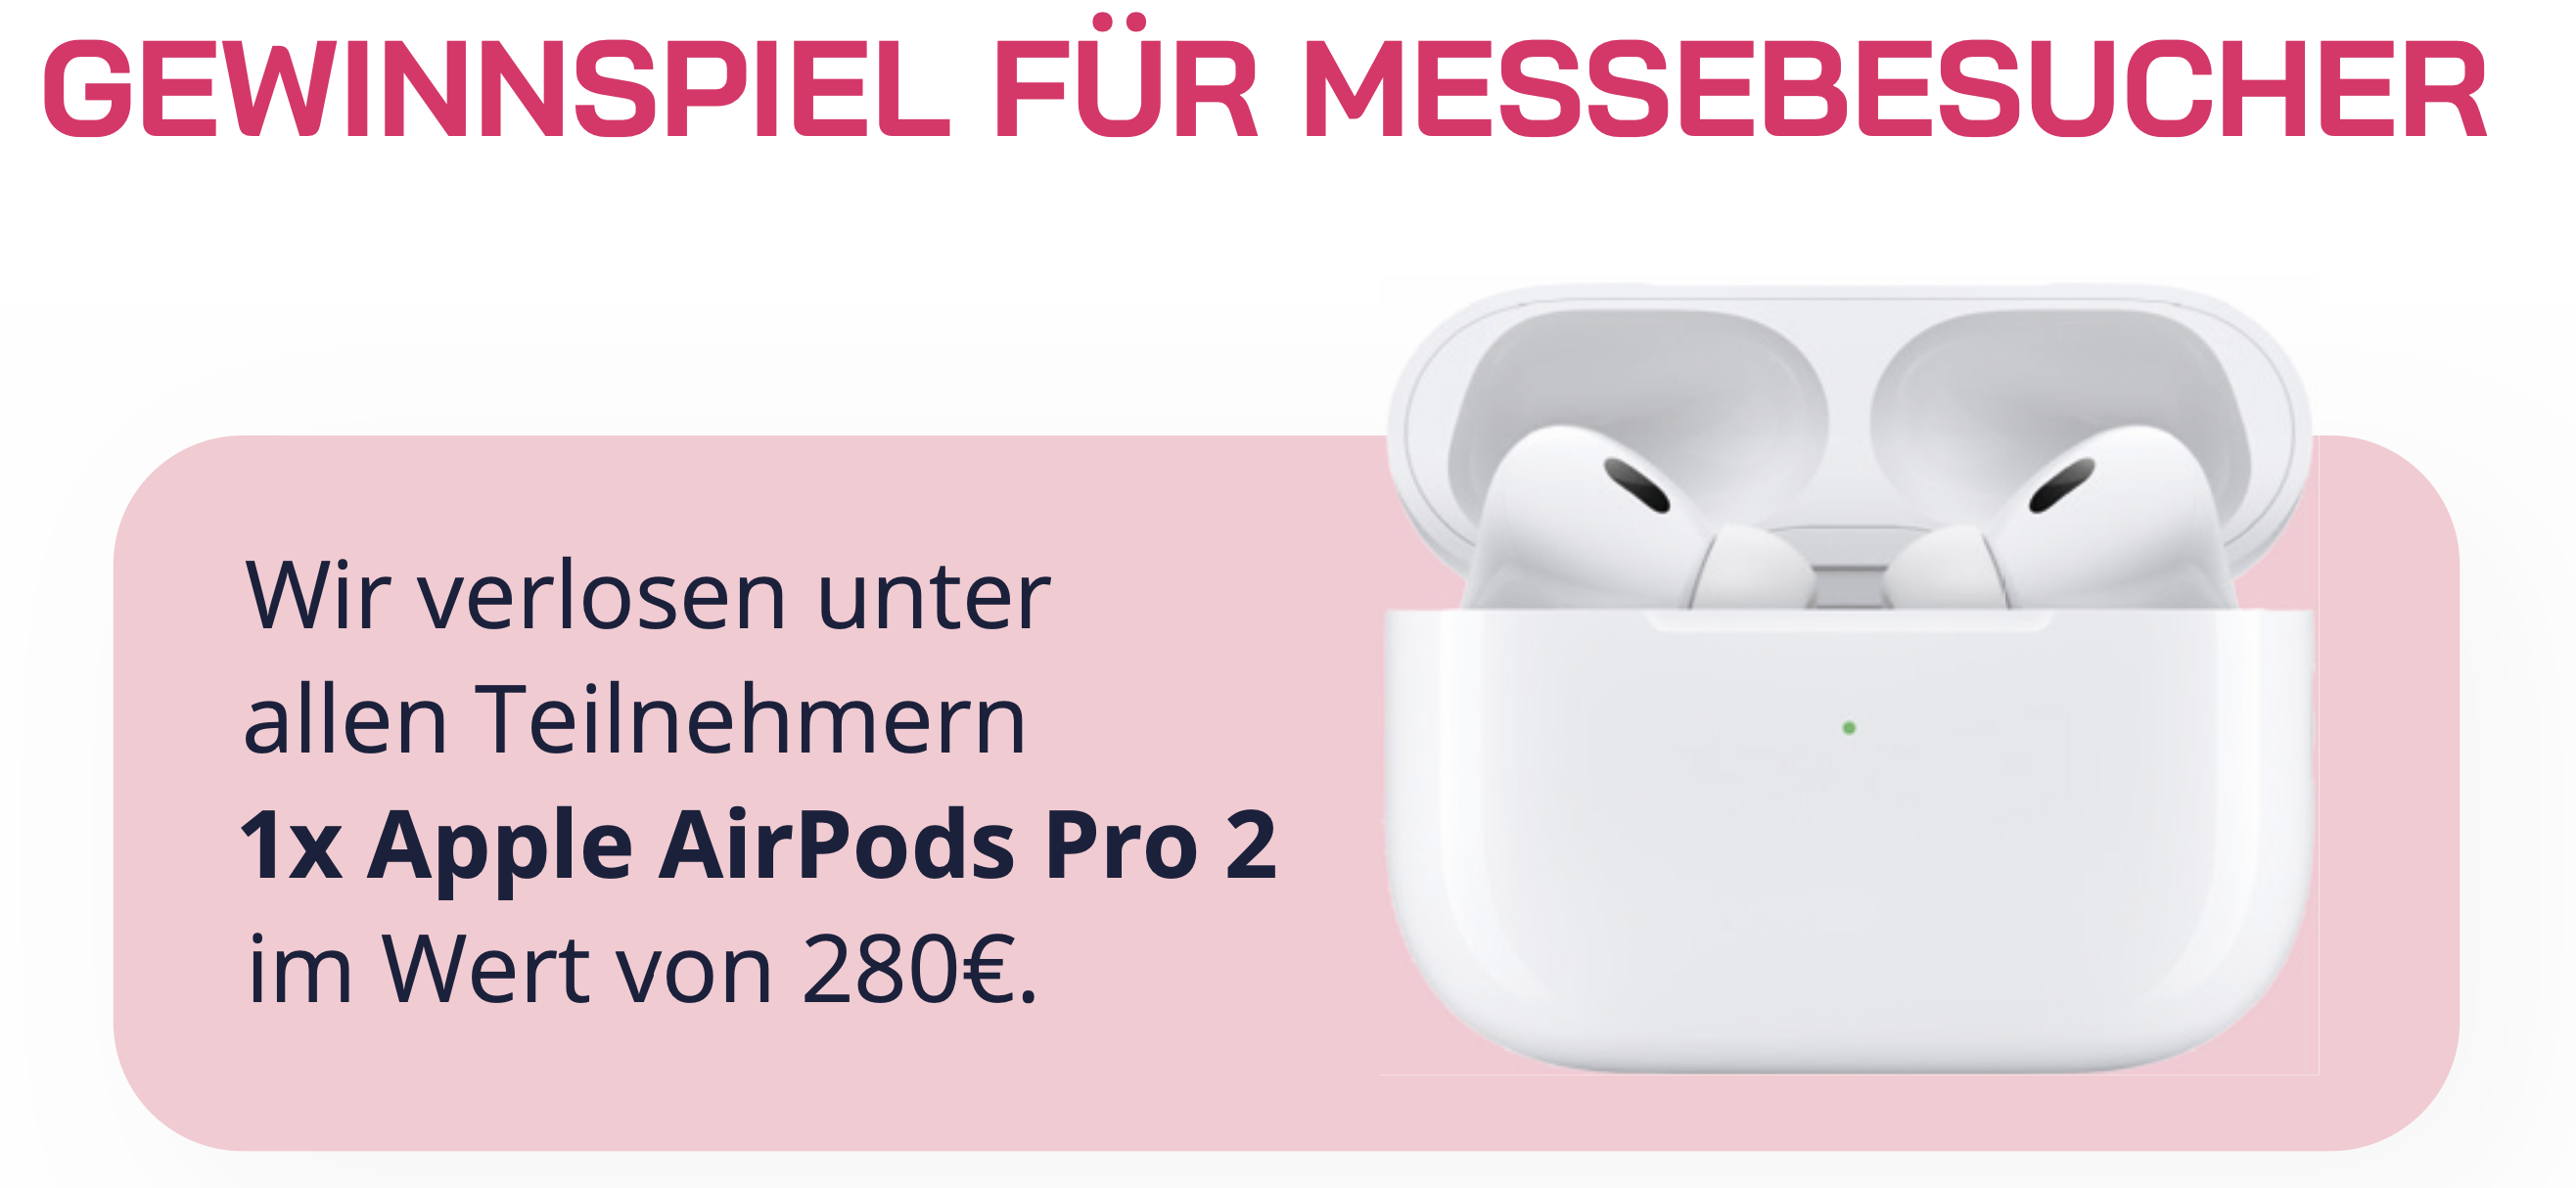 GEWINNSPIEL FÜR MESSEBESUCHER
Wir verlosen unter
allen Teilnehmern
1x Apple AirPods Pro 2
im Wert von 280€.